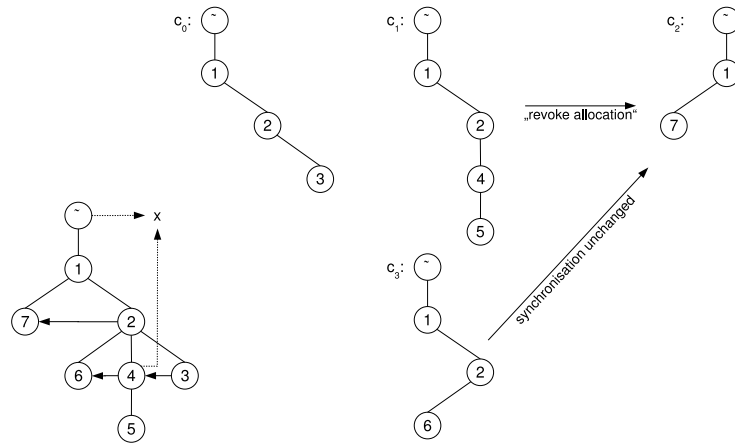 c0: ~ c1: ~ c2: ~
1 1 1
„revoke allocation“
2 2 7
3 4
~ x 5
1 c3: ~
synchronisation unchanged
7 2 1
6 4 3 2
5 6